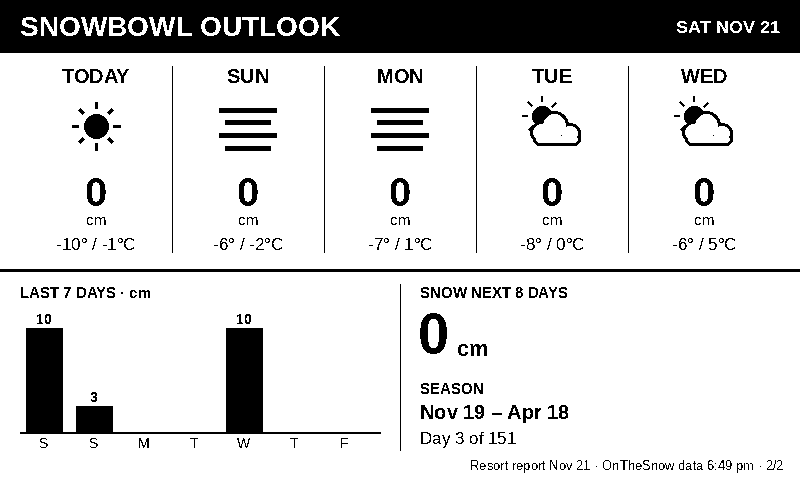 SNOWBOWL OUTLOOK
SAT NOV 21
TODAY SUN MON TUE WED
0 0 0 0 0
cm cm cm cm cm
-10° / -1°C -6° / -2°C -7° / 1°C -8° / 0°C -6° / 5°C
LAST 7 DAYS · cm
10 3 10
S S M T W T F
SNOW NEXT 8 DAYS
0 cm
SEASON
Nov 19 – Apr 18
Day 3 of 151
Resort report Nov 21 · OnTheSnow data 6:49 pm · 2/2